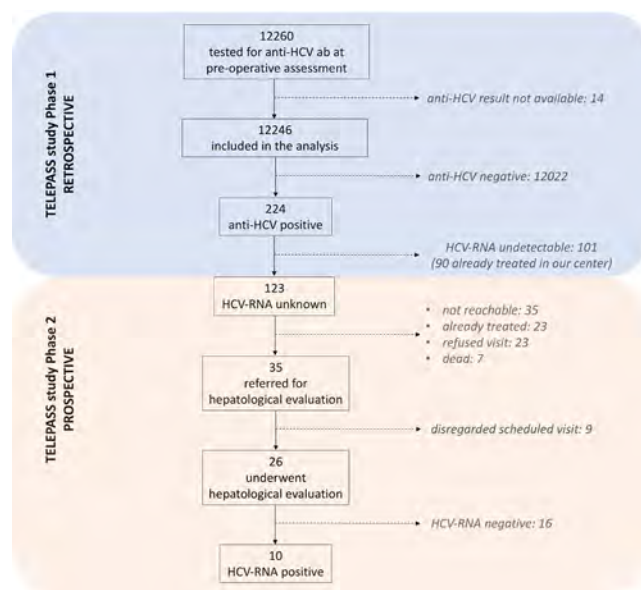 TELEPASS study Phase 1
RETROSPECTIVE
12260
tested for anti-HCV ab at
pre-operative assessment
anti-HCV result not available: 14
12246
included in the analysis
anti-HCV negative: 12022
224
anti-HCV positive
HCV-RNA undetectable: 101
(90 already treated in our center)
TELEPASS study Phase 2
PROSPECTIVE
123
HCV-RNA unknown
• not reachable: 35
• already treated: 23
• refused visit: 23
• dead: 7
35
referred for
hepatological evaluation
disregarded scheduled visit: 9
26
underwent
hepatological evaluation
HCV-RNA negative: 16
10
HCV-RNA positive